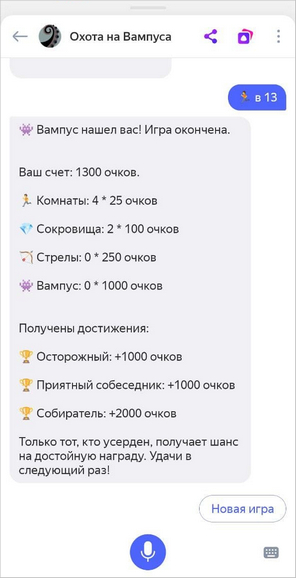 Охота на Вампуса
🏃 в 13
👾 Вампус нашел вас! Игра окончена.
Ваш счет: 1300 очков.
🏃 Комнаты: 4 * 25 очков
💎 Сокровища: 2 * 100 очков
🏹 Стрелы: 0 * 250 очков
👾 Вампус: 0 * 1000 очков
Получены достижения:
🏆 Осторожный: +1000 очков
🏆 Приятный собеседник: +1000 очков
🏆 Собиратель: +2000 очков
Только тот, кто усерден, получает шанс
на достойную награду. Удачи в
следующий раз!
Новая игра